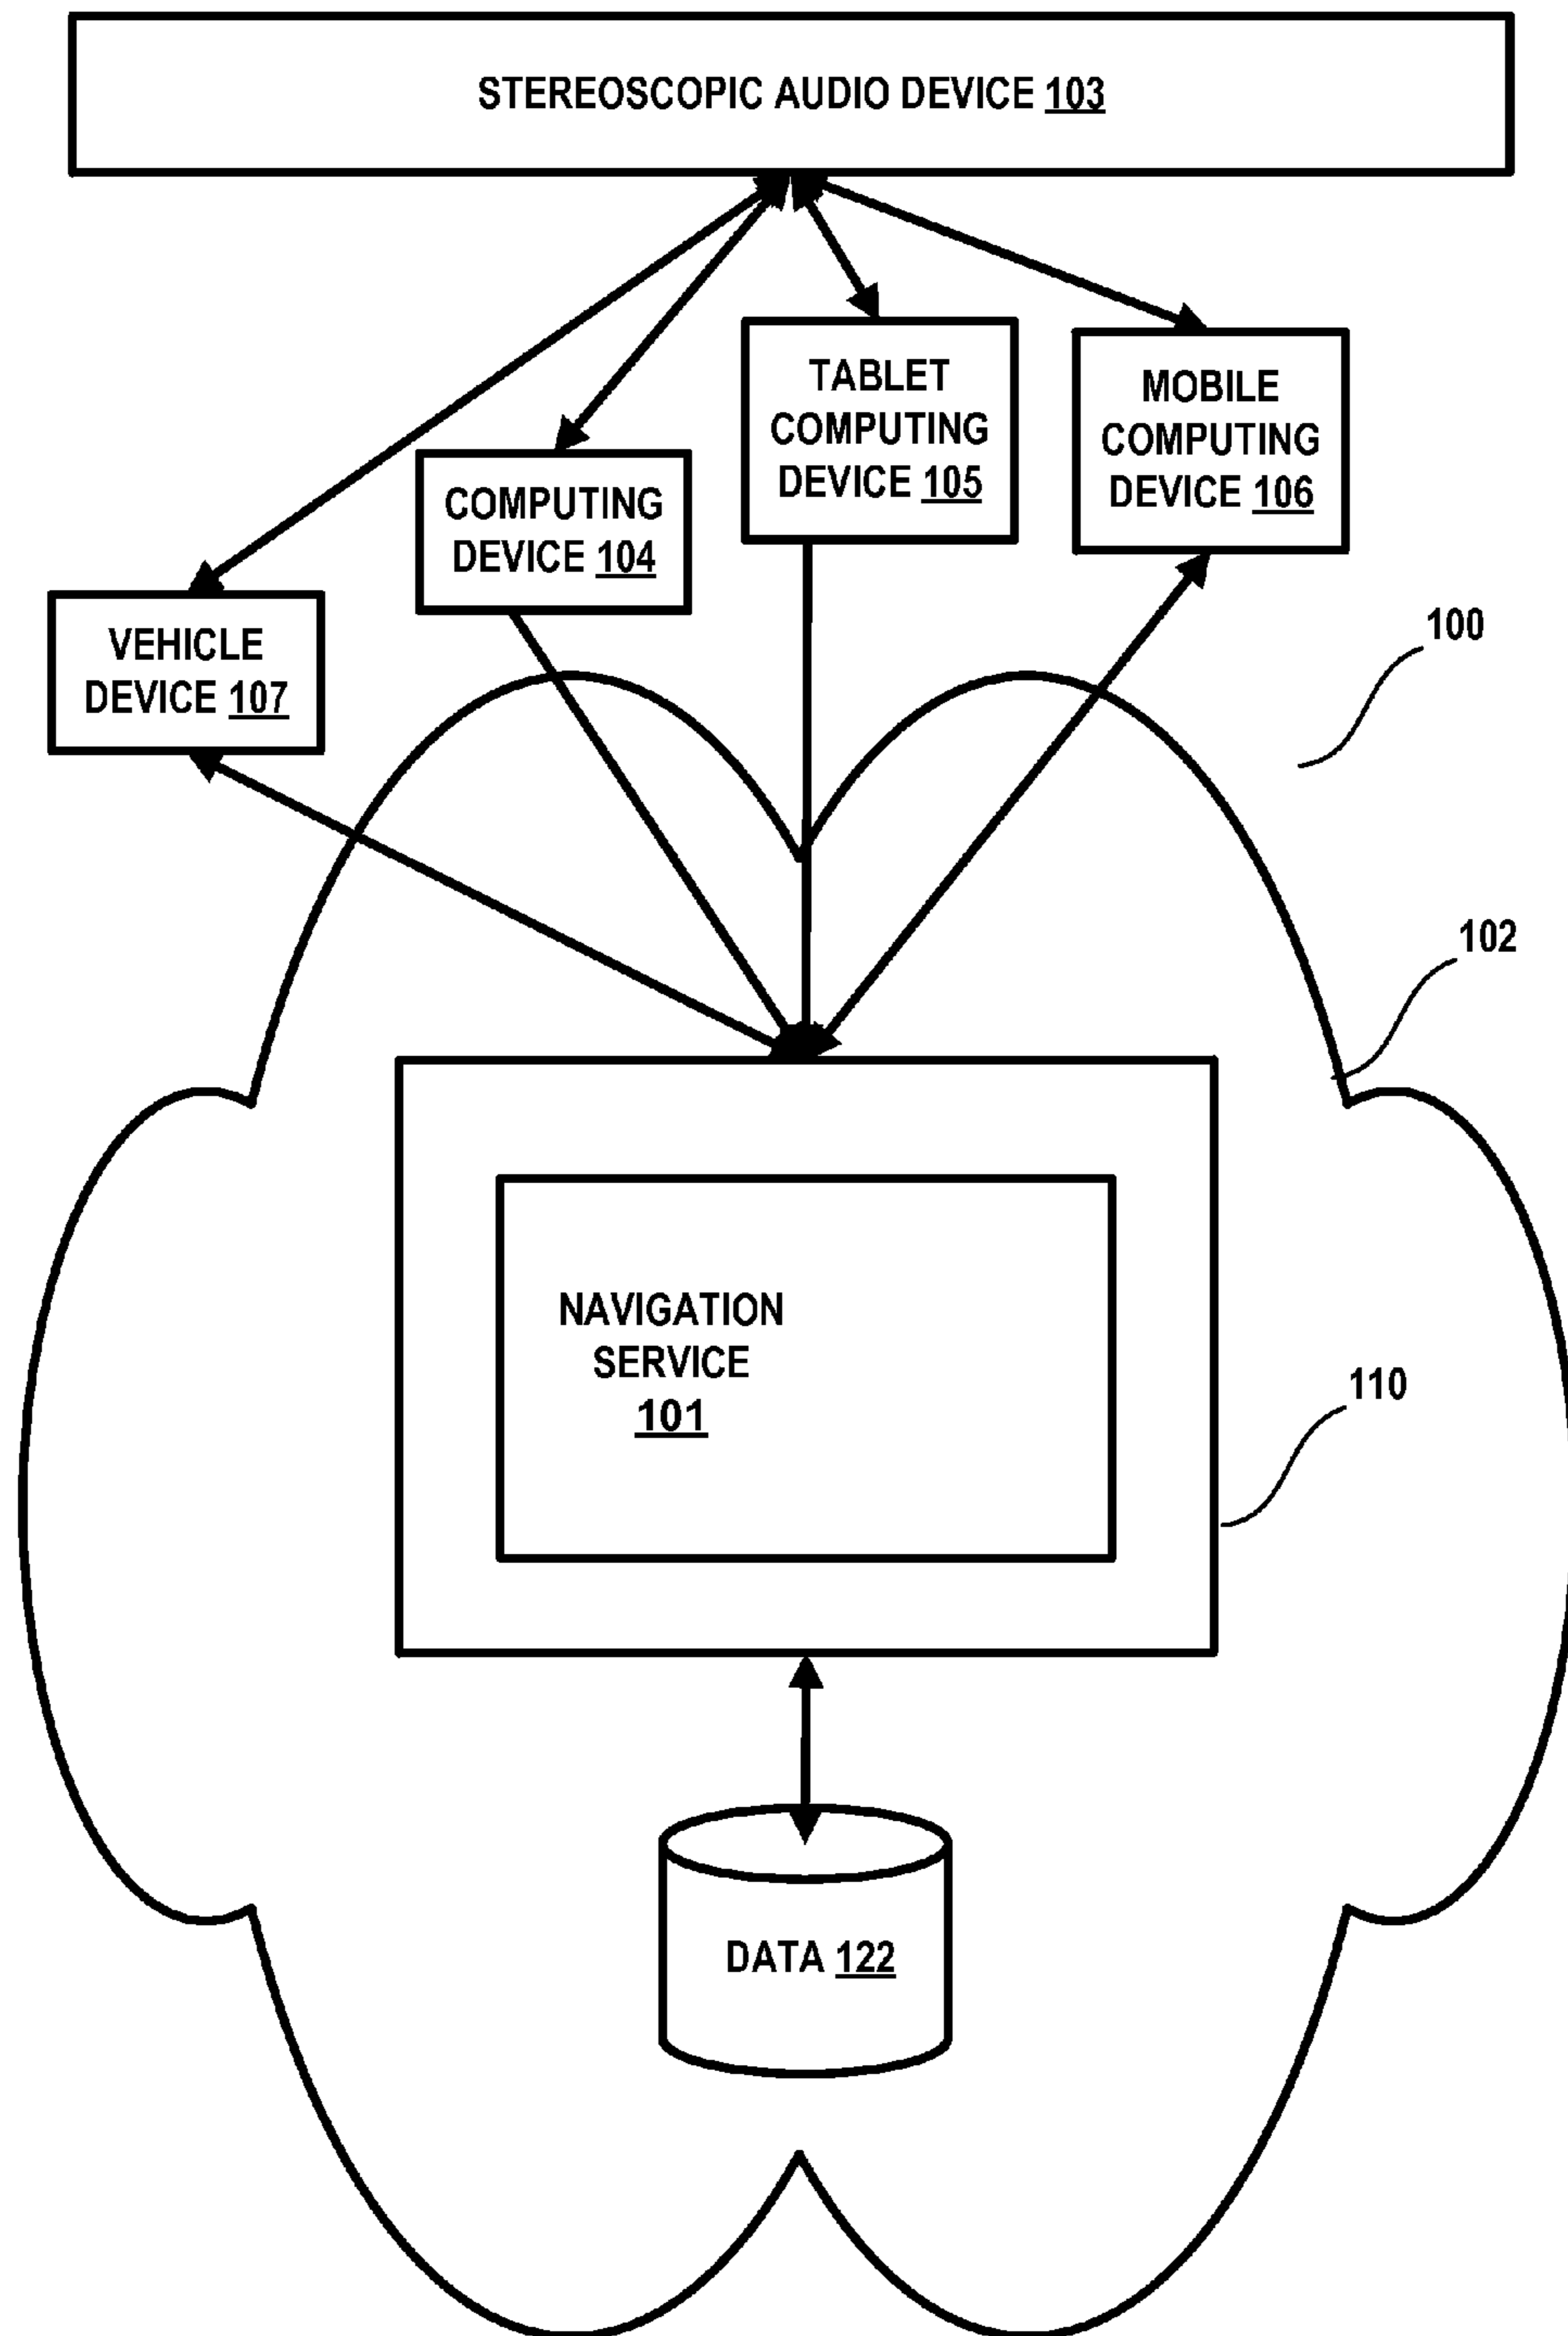 STEREOSCOPIC AUDIO DEVICE 103
TABLET
COMPUTING
DEVICE 105
MOBILE
COMPUTING
DEVICE 106
COMPUTING
DEVICE 104
VEHICLE
DEVICE 107
100
102
NAVIGATION
SERVICE
101
110
DATA 122